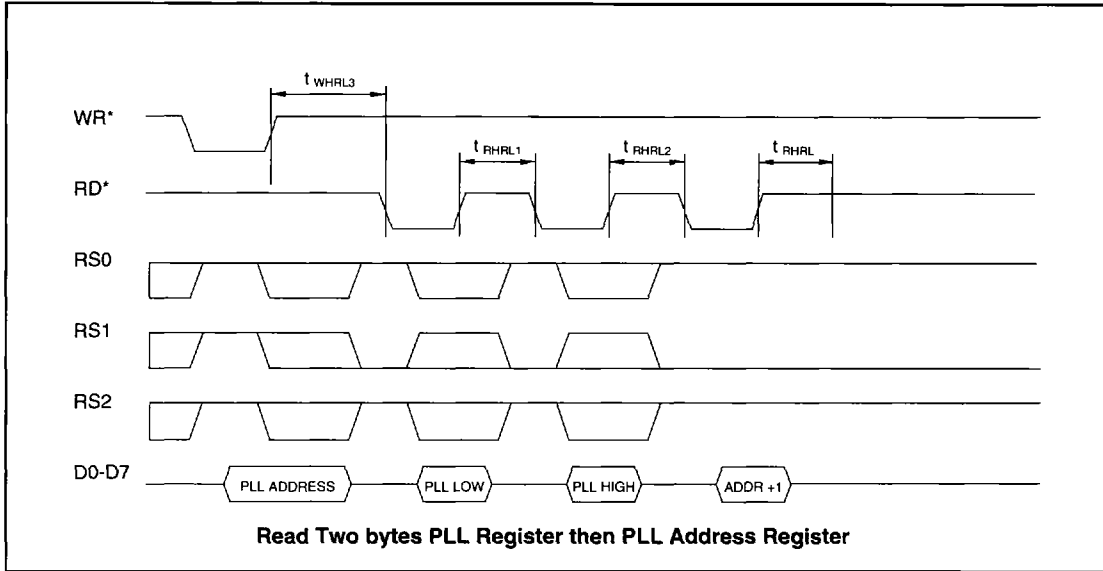 t WHRL3
WR*
t RHRL1
t RHRL2
t RHRL
RD*
RS0
RS1
RS2
D0-D7
PLL ADDRESS
PLL LOW
PLL HIGH
ADDR +1
Read Two bytes PLL Register then PLL Address Register